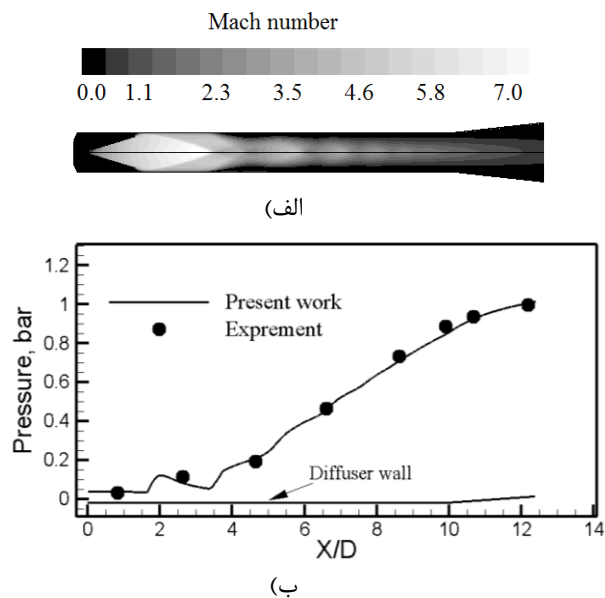 Mach number
0.0 1.1 2.3 3.5 4.6 5.8 7.0
الف)
Pressure, bar
1.2
1
0.8
0.6
0.4
0.2
0
Present work
Exprement
Diffuser wall
0 2 4 6 8 10 12 14
X/D
ب)